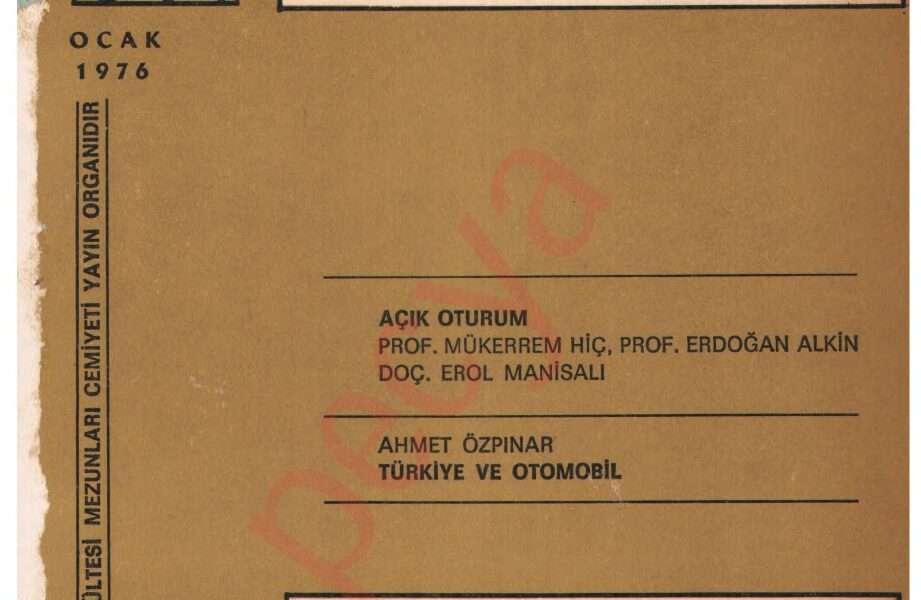 OCAK
1976
ÜLTESİ MEZUNLARI CEMİYETİ YAYIN ORGANIDIR
AÇIK OTURUM
PROF. MÜKERREM HİÇ, PROF. ERDOĞAN ALKİN
DOÇ. EROL MANİSALI
AHMET ÖZPINAR
TÜRKİYE VE OTOMOBİL
pecya